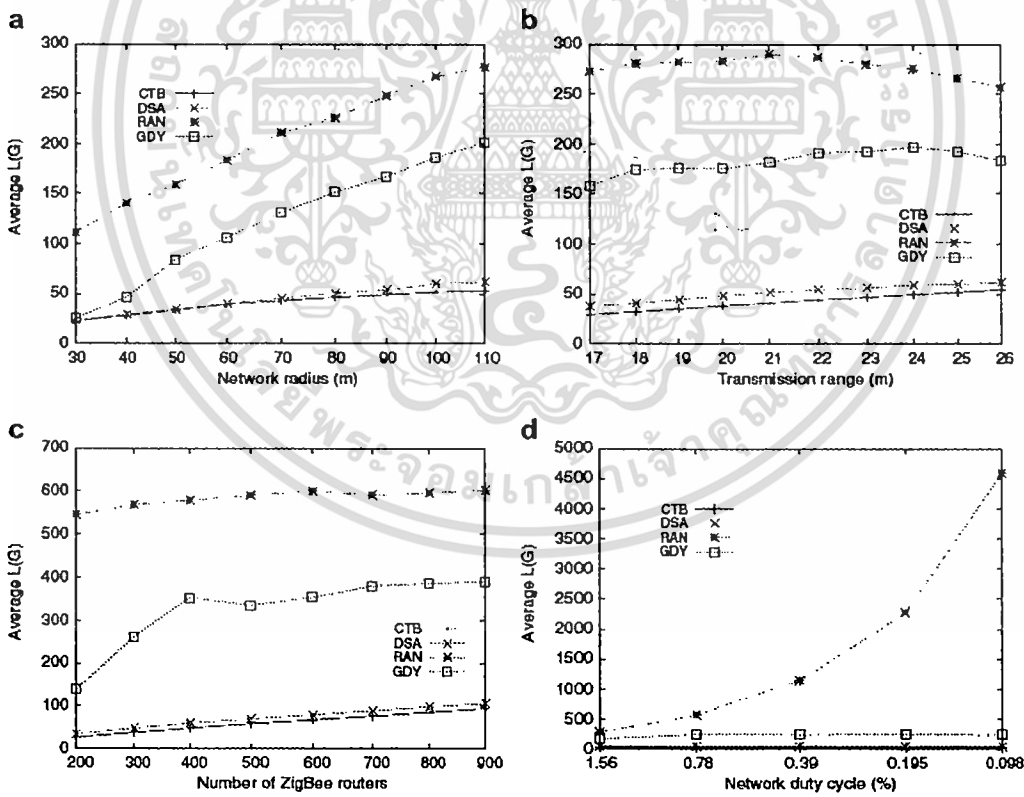 a
300
250
200
150
100
50
0
Average L(G)
CTB
DSA
RAN
GDY
30 40 50 60 70 80 90 100 110
Network radius (m)
b
300
250
200
150
100
50
0
Average L(G)
CTB
DSA
RAN
GDY
17 18 19 20 21 22 23 24 25 26
Transmission range (m)
c
700
600
500
400
300
200
100
0
Average L(G)
CTB
DSA
RAN
GDY
200 300 400 500 600 700 800 900
Number of ZigBee routers
d
5000
4500
4000
3500
3000
2500
2000
1500
1000
500
0
Average L(G)
CTB
DSA
RAN
GDY
1.56 0.78 0.39 0.195 0.098
Network duty cycle (%)